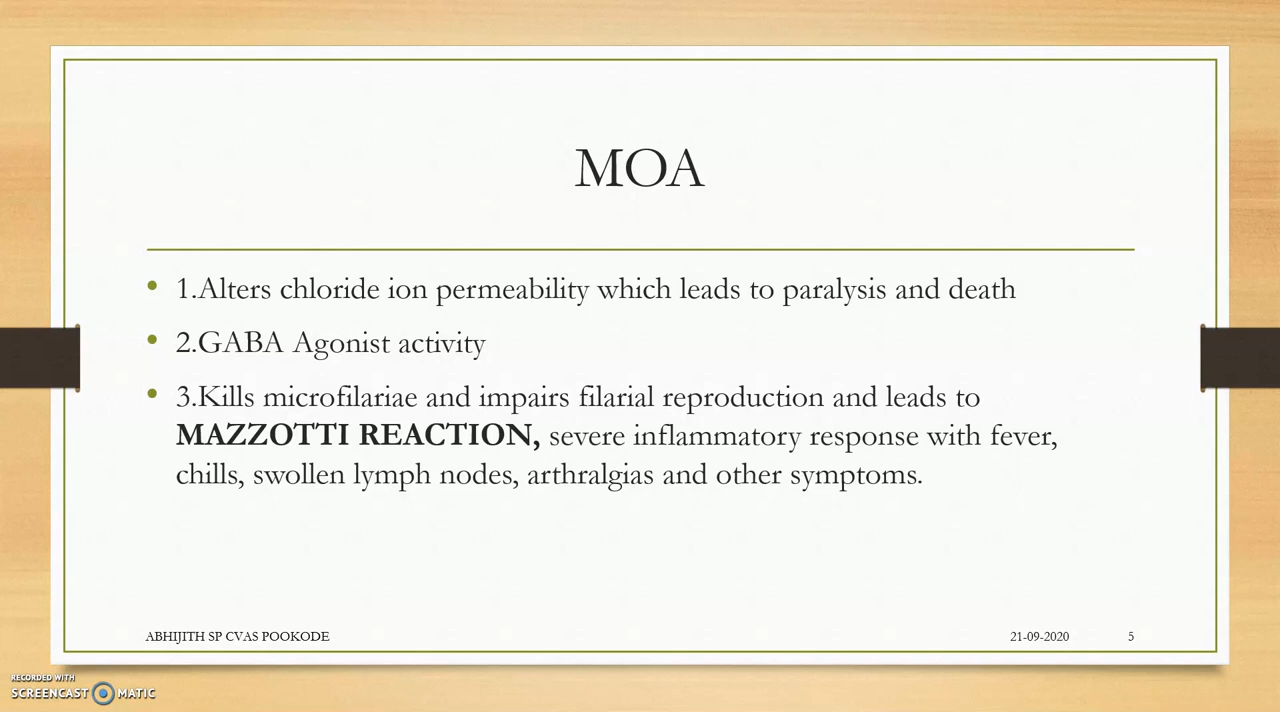 MOA
• 1.Alters chloride ion permeability which leads to paralysis and death
• 2.GABA Agonist activity
• 3.Kills microfilariae and impairs filarial reproduction and leads to
MAZZOTTI REACTION, severe inflammatory response with fever,
chills, swollen lymph nodes, arthralgias and other symptoms.
ABHIJITH SP CVAS POOKODE 21-09-2020 5
RECORDED WITH
SCREENCAST MATIC